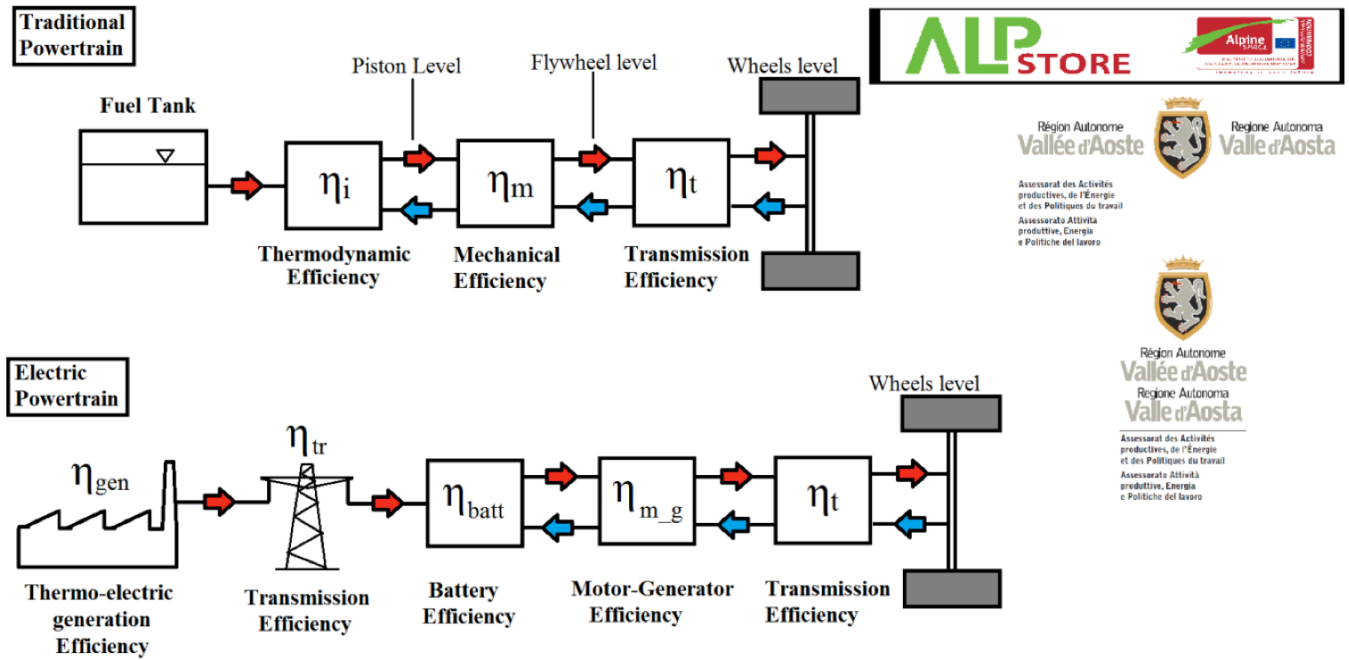 Traditional
Powertrain
Piston Level
Flywheel level
Wheels level
Fuel Tank
ηi
ηm
ηt
Thermodynamic
Efficiency
Mechanical
Efficiency
Transmission
Efficiency
ALP
STORE
Alpine
SPACE
Région Autonome
Vallée d'Aoste
Regione Autonoma
Valle d'Aosta
Assessorat des Activités
productives, de l'Énergie
et des Politiques du travail
Assessorato Attività
produttive, Energia
e Politiche del lavoro
Région Autonome
Vallée d'Aoste
Regione Autonoma
Valle d'Aosta
Assessorat des Activités
productives, de l'Énergie
et des Politiques du travail
Assessorato Attività
produttive, Energia
e Politiche del lavoro
Electric
Powertrain
Wheels level
ηgen
ηtr
ηbatt
ηm_g
ηt
Thermo-electric
generation
Efficiency
Transmission
Efficiency
Battery
Efficiency
Motor-Generator
Efficiency
Transmission
Efficiency